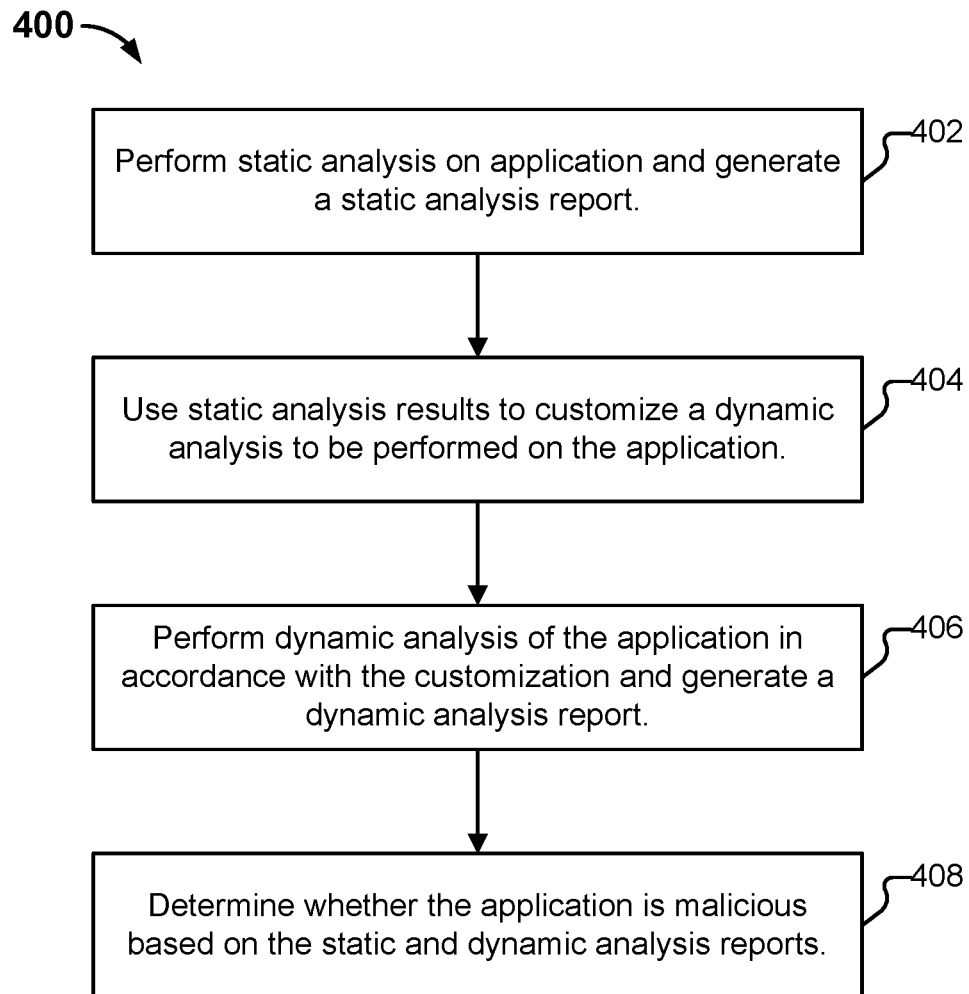 400
402
Perform static analysis on application and generate
a static analysis report.
404
Use static analysis results to customize a dynamic
analysis to be performed on the application.
406
Perform dynamic analysis of the application in
accordance with the customization and generate a
dynamic analysis report.
408
Determine whether the application is malicious
based on the static and dynamic analysis reports.